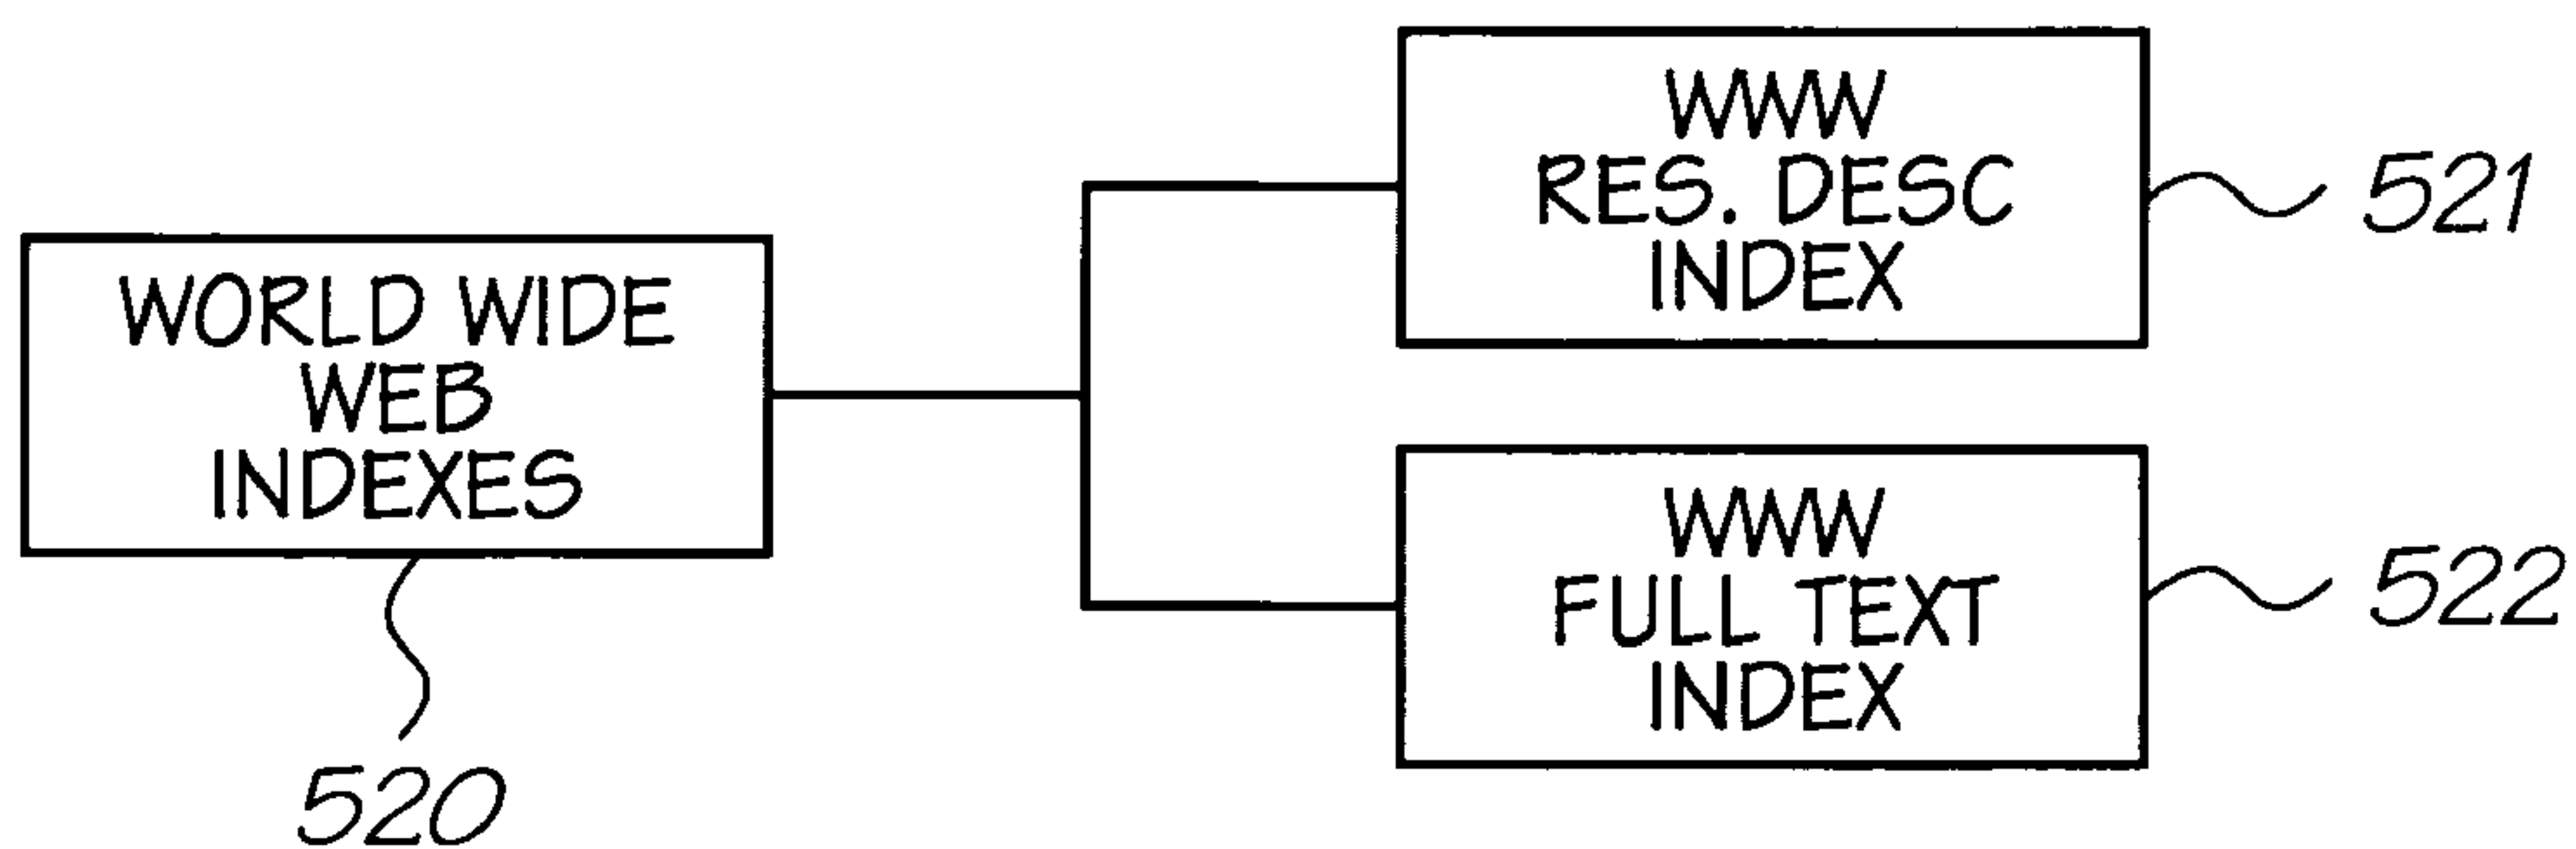 WORLD WIDE
WEB
INDEXES
520
WWW
RES. DESC
INDEX
521
WWW
FULL TEXT
INDEX
522